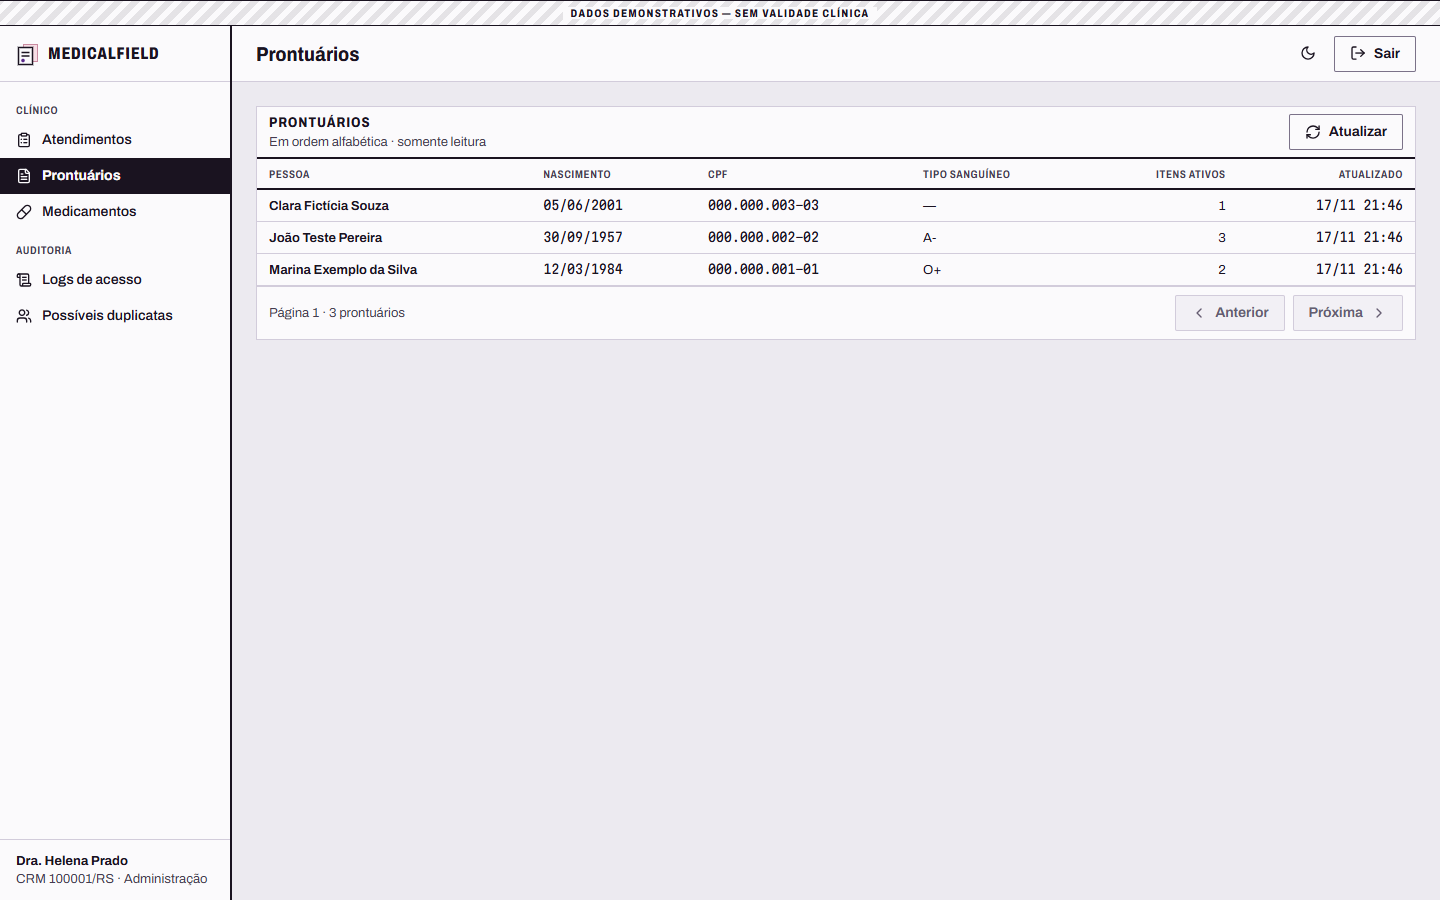 DADOS DEMONSTRATIVOS — SEM VALIDADE CLÍNICA
MEDICALFIELD
Prontuários
Sair
CLÍNICO
Atendimentos
Prontuários
Medicamentos
AUDITORIA
Logs de acesso
Possíveis duplicatas
PRONTUÁRIOS
Em ordem alfabética · somente leitura
Atualizar
PESSOA NASCIMENTO CPF TIPO SANGUÍNEO ITENS ATIVOS ATUALIZADO
Clara Fictícia Souza 05/06/2001 000.000.003-03 — 1 17/11 21:46
João Teste Pereira 30/09/1957 000.000.002-02 A- 3 17/11 21:46
Marina Exemplo da Silva 12/03/1984 000.000.001-01 O+ 2 17/11 21:46
Página 1 · 3 prontuários
Anterior Próxima
Dra. Helena Prado
CRM 100001/RS · Administração